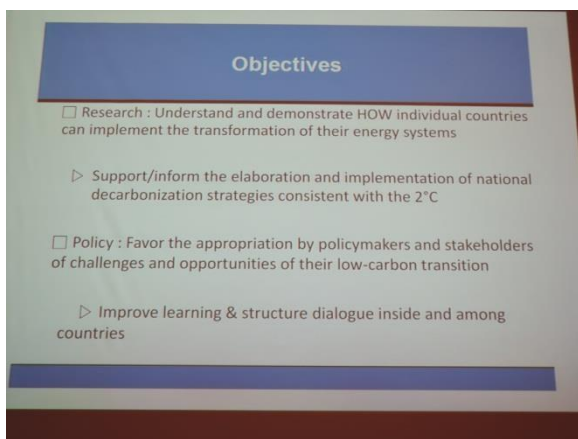 Objectives
□ Research : Understand and demonstrate HOW individual countries
can implement the transformation of their energy systems
▷ Support/inform the elaboration and implementation of national
decarbonization strategies consistent with the 2°C
□ Policy : Favor the appropriation by policymakers and stakeholders
of challenges and opportunities of their low-carbon transition
▷ Improve learning & structure dialogue inside and among
countries